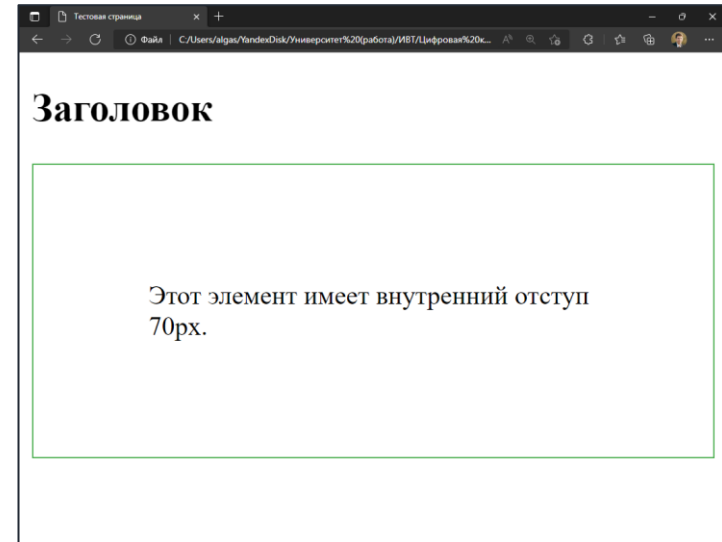 Тестовая страница
Файл
C:/Users/algas/YandexDisk/Университет%20(работа)/ИВТ/Цифровая%20к...
Заголовок
Этот элемент имеет внутренний отступ
70px.